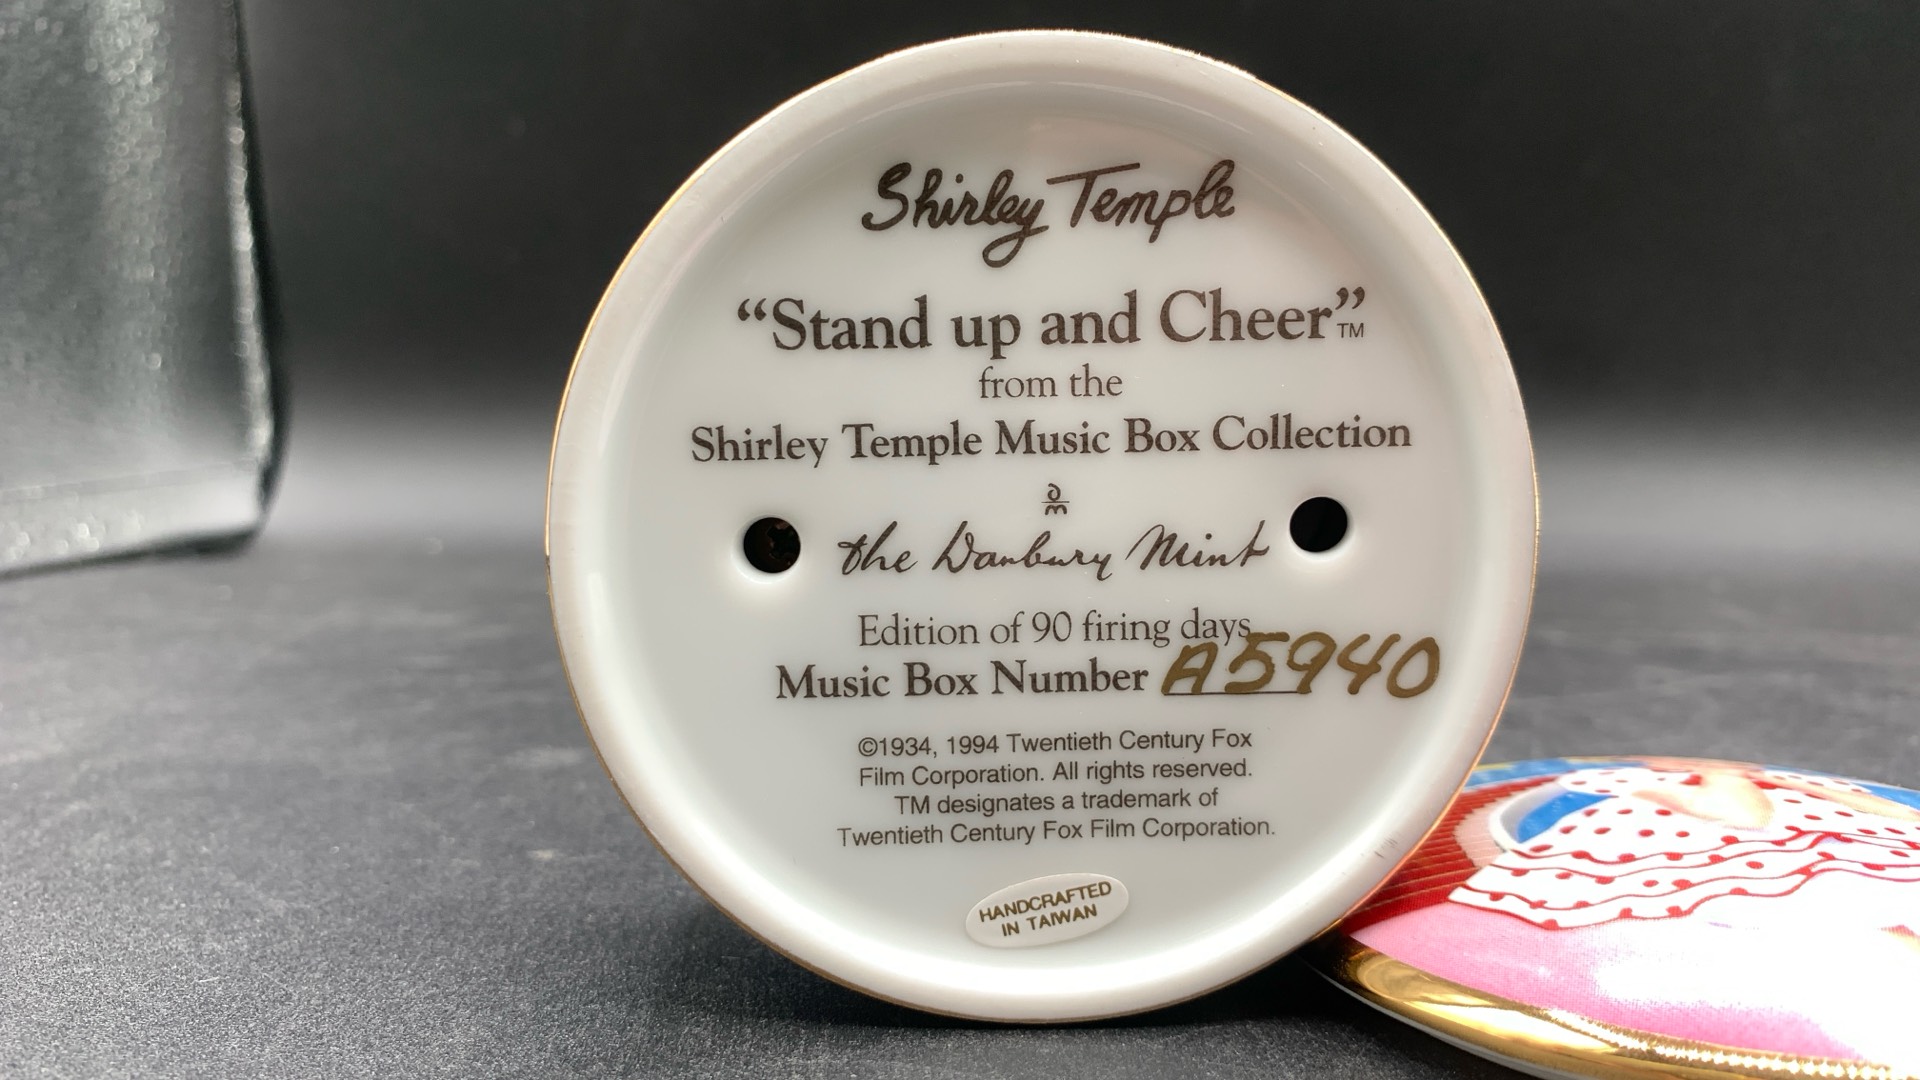 Shirley Temple
“Stand up and Cheer”™
from the
Shirley Temple Music Box Collection
dm
the Danbury Mint
Edition of 90 firing days
Music Box Number A5940
©1934, 1994 Twentieth Century Fox
Film Corporation. All rights reserved.
TM designates a trademark of
Twentieth Century Fox Film Corporation.
HANDCRAFTED
IN TAIWAN